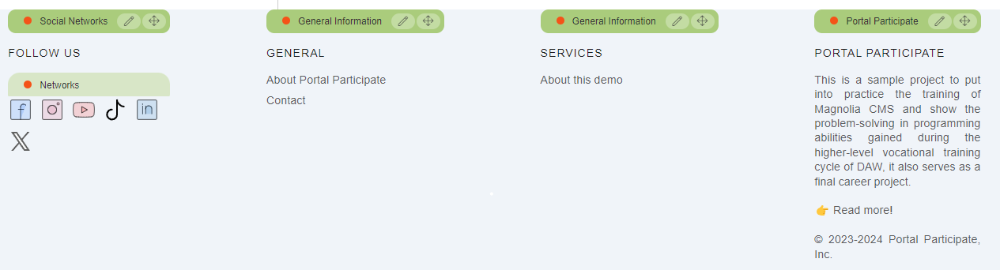 Social Networks
FOLLOW US
Networks
General Information
GENERAL
About Portal Participate
Contact
General Information
SERVICES
About this demo
Portal Participate
PORTAL PARTICIPATE
This is a sample project to put
into practice the training of
Magnolia CMS and show the
problem-solving in programming
abilities gained during the
higher-level vocational training
cycle of DAW, it also serves as a
final career project.
👉 Read more!
© 2023-2024 Portal Participate,
Inc.